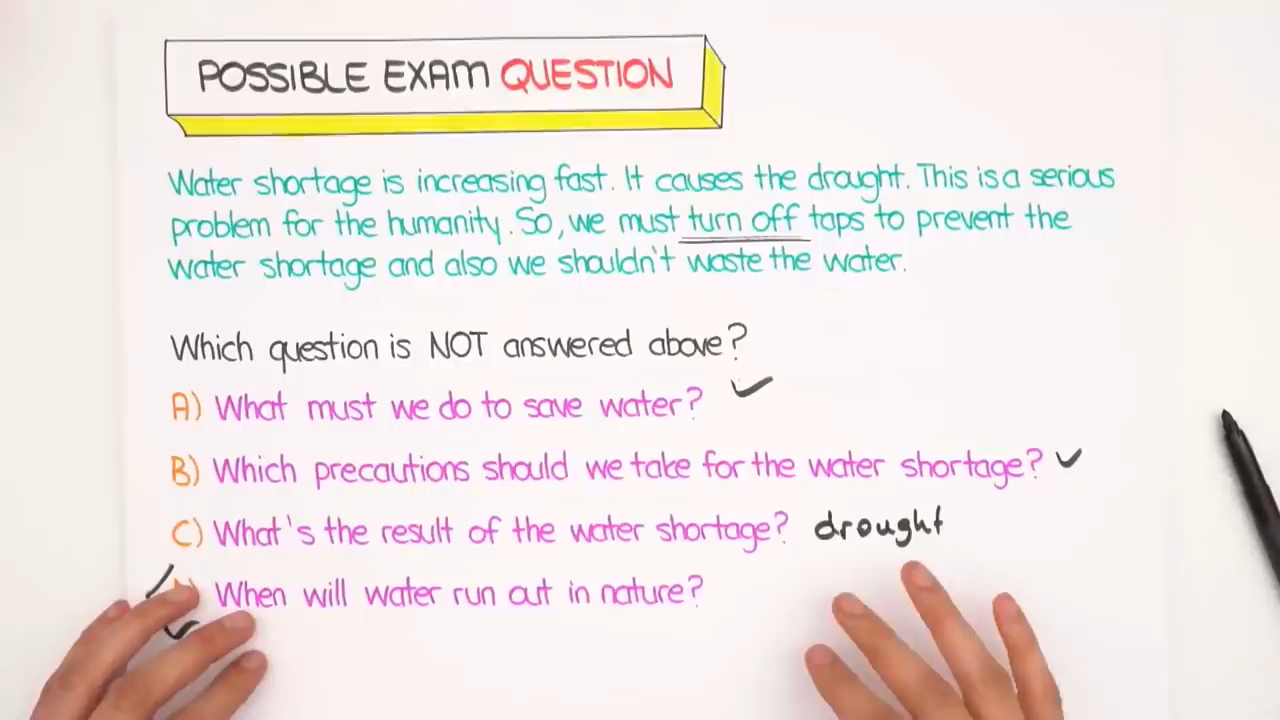 POSSIBLE EXAM QUESTION
Water shortage is increasing fast. It causes the drought. This is a serious
problem for the humanity. So, we must turn off taps to prevent the
water shortage and also we shouldn't waste the water.
Which question is NOT answered above?
A) What must we do to save water?
B) Which precautions should we take for the water shortage?
C) What's the result of the water shortage? drought
When will water run out in nature?